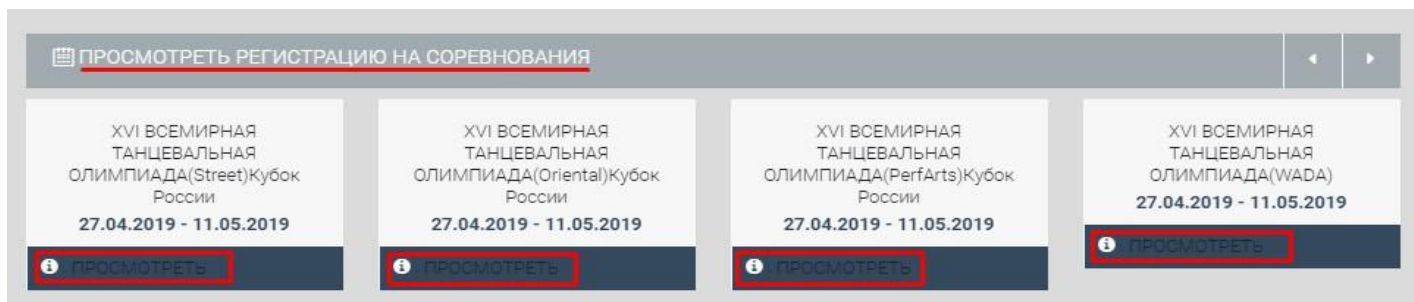 ПРОСМОТРЕТЬ РЕГИСТРАЦИЮ НА СОРЕВНОВАНИЯ
XVI ВСЕМИРНАЯ
ТАНЦЕВАЛЬНАЯ
ОЛИМПИАДА(Street)Кубок
России
27.04.2019 - 11.05.2019
ПРОСМОТРЕТЬ
XVI ВСЕМИРНАЯ
ТАНЦЕВАЛЬНАЯ
ОЛИМПИАДА(Oriental)Кубок
России
27.04.2019 - 11.05.2019
ПРОСМОТРЕТЬ
XVI ВСЕМИРНАЯ
ТАНЦЕВАЛЬНАЯ
ОЛИМПИАДА(PerfArts)Кубок
России
27.04.2019 - 11.05.2019
ПРОСМОТРЕТЬ
XVI ВСЕМИРНАЯ
ТАНЦЕВАЛЬНАЯ
ОЛИМПИАДА(WADA)
27.04.2019 - 11.05.2019
ПРОСМОТРЕТЬ